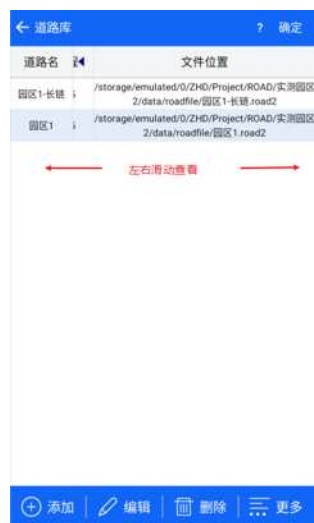 道路库 ? 确定
道路名 文件位置
园区1-长链 /storage/emulated/0/ZHD/Project/ROAD/实测园区
2/data/roadfile/园区1-长链.road2
园区1 /storage/emulated/0/ZHD/Project/ROAD/实测园区
2/data/roadfile/园区1.road2
左右滑动查看
添加 编辑 删除 更多